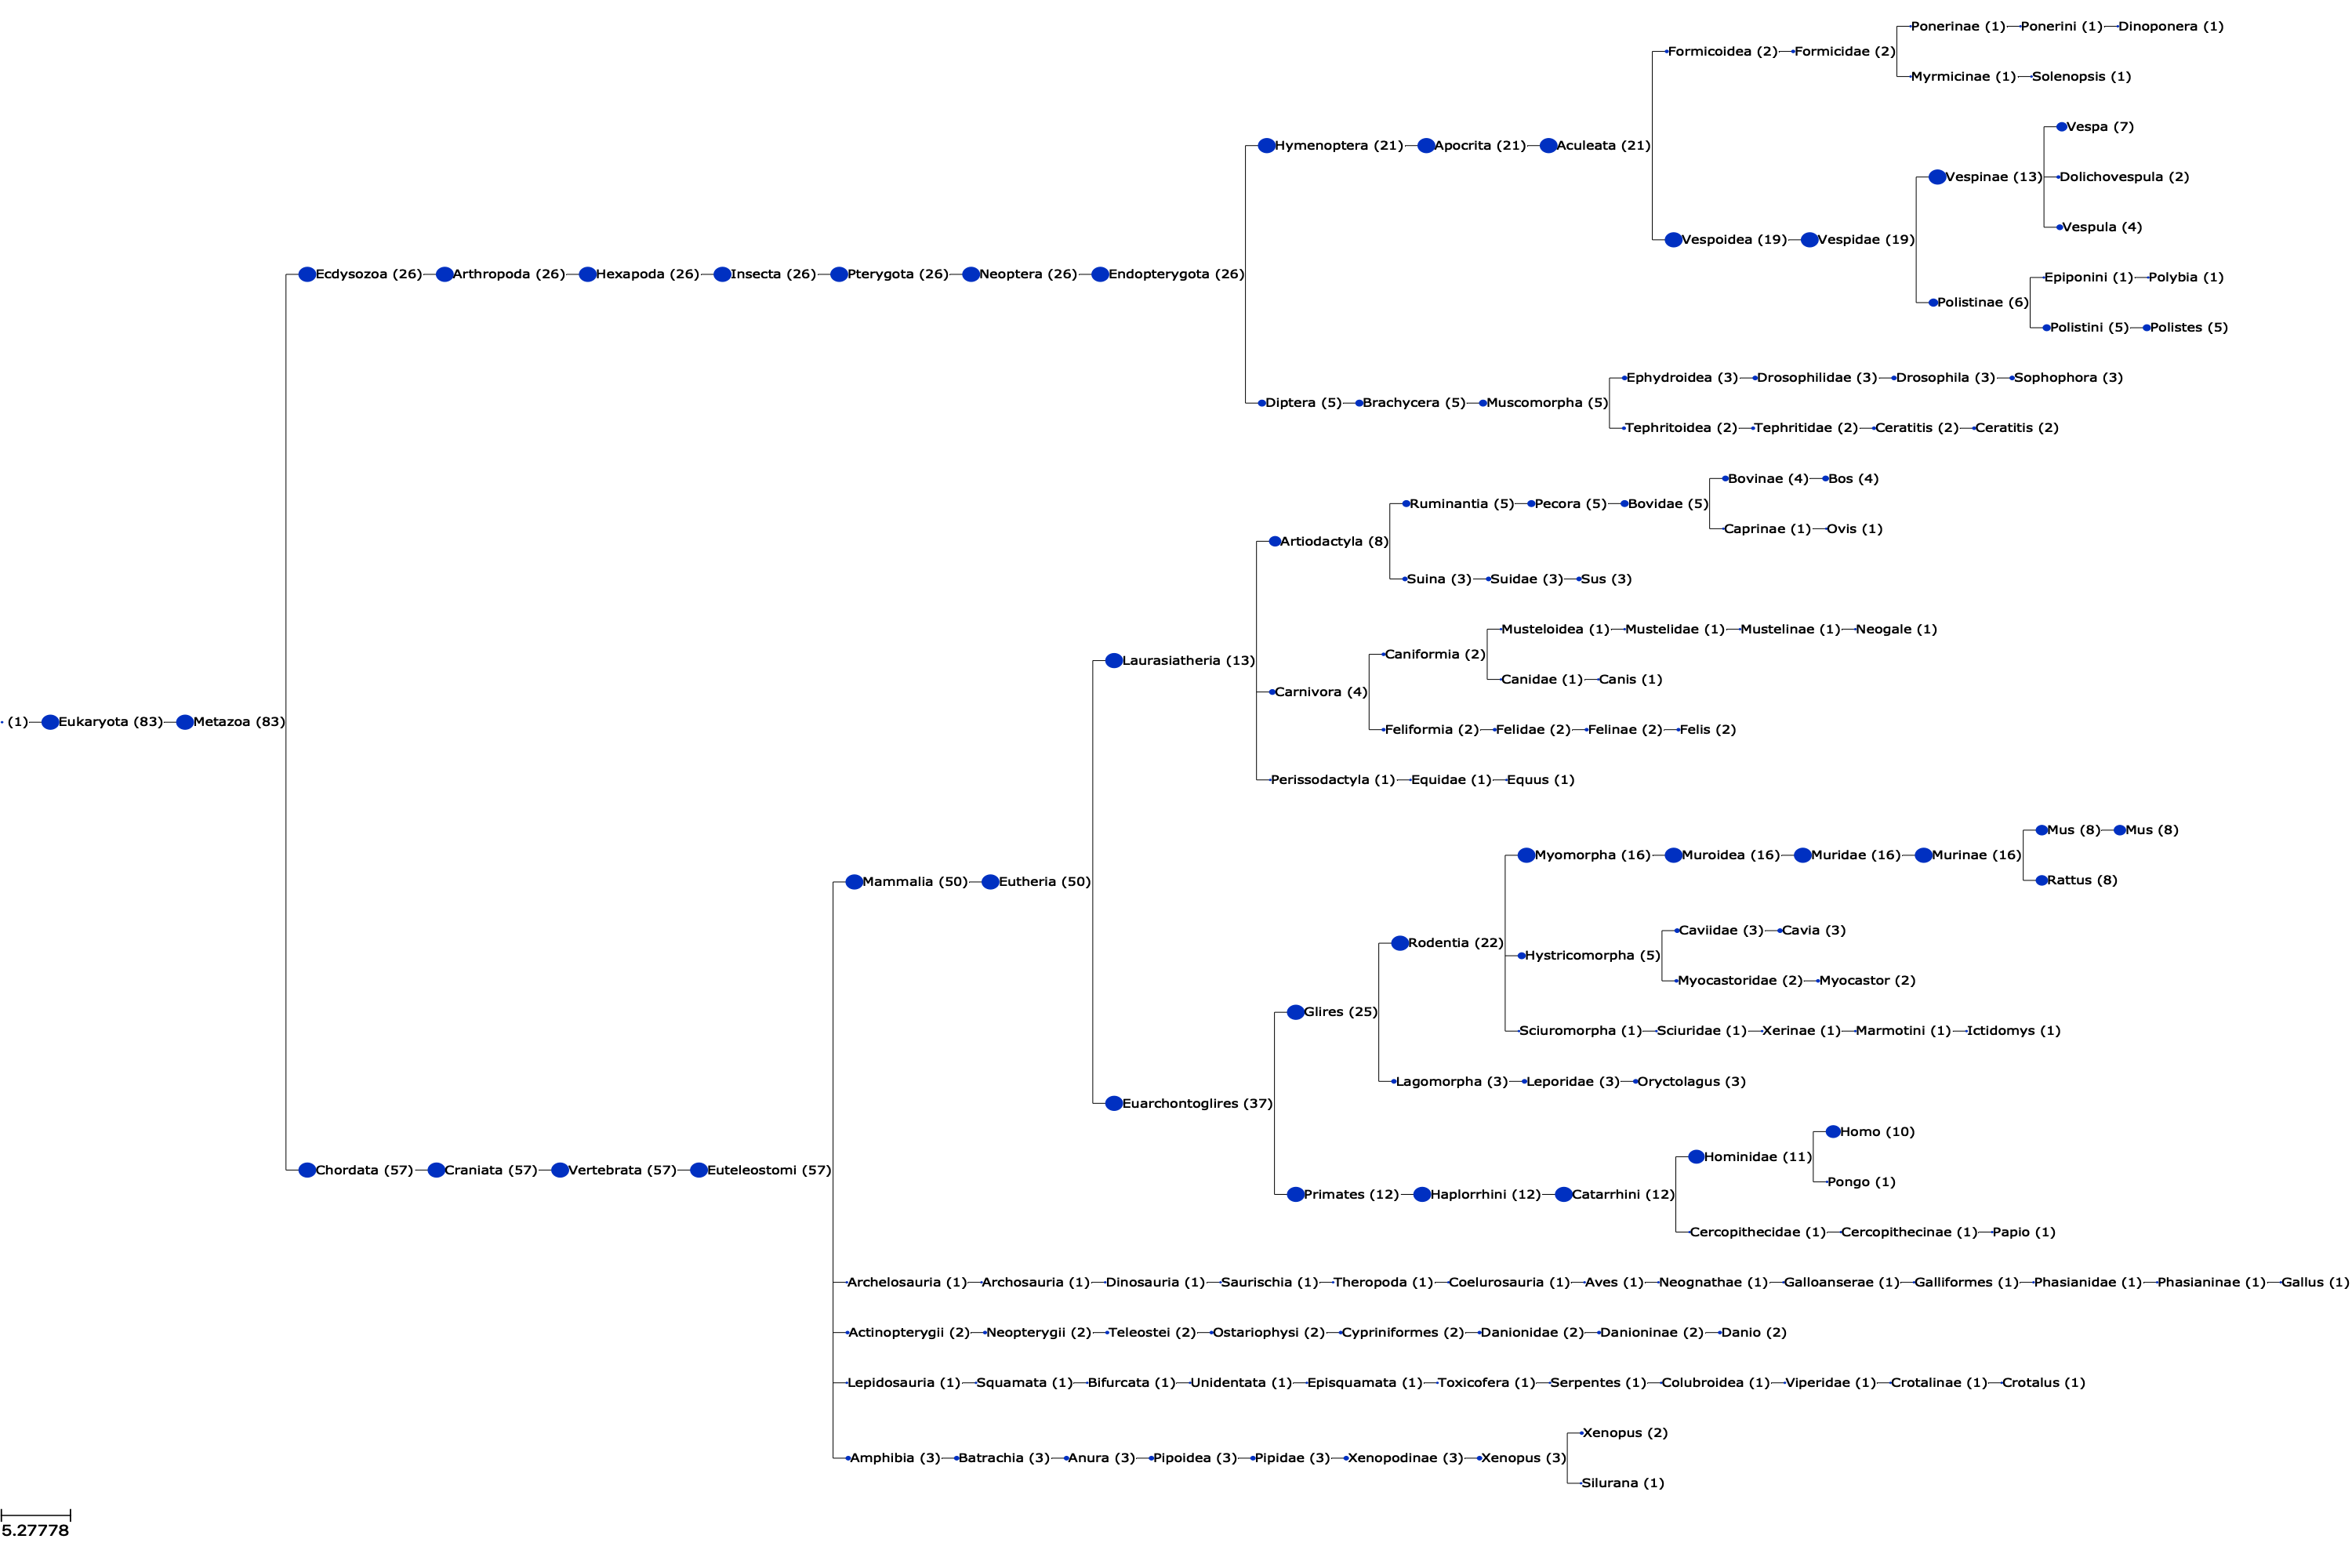 Ponerinae (1) Ponerini (1) Dinoponera (1)
Formicoidea (2) Formicidae (2)
Myrmicinae (1) Solenopsis (1)
Vespa (7)
Hymenoptera (21) Apocrita (21) Aculeata (21)
Vespinae (13) Dolichovespula (2)
Vespula (4)
Vespoidea (19) Vespidae (19)
Ecdysozoa (26) Arthropoda (26) Hexapoda (26) Insecta (26) Pterygota (26) Neoptera (26) Endopterygota (26)
Epiponini (1) Polybia (1)
Polistinae (6)
Polistini (5) Polistes (5)
Ephydroidea (3) Drosophilidae (3) Drosophila (3) Sophophora (3)
Diptera (5) Brachycera (5) Muscomorpha (5)
Tephritoidea (2) Tephritidae (2) Ceratitis (2) Ceratitis (2)
Bovinae (4) Bos (4)
Ruminantia (5) Pecora (5) Bovidae (5)
Caprinae (1) Ovis (1)
Artiodactyla (8)
Suina (3) Suidae (3) Sus (3)
Musteloidea (1) Mustelidae (1) Mustelinae (1) Neogale (1)
Caniformia (2)
Laurasiatheria (13)
Canidae (1) Canis (1)
Carnivora (4)
(1) Eukaryota (83) Metazoa (83)
Feliformia (2) Felidae (2) Felinae (2) Felis (2)
Perissodactyla (1) Equidae (1) Equus (1)
Mus (8) Mus (8)
Myomorpha (16) Muroidea (16) Muridae (16) Murinae (16)
Mammalia (50) Eutheria (50)
Rattus (8)
Caviidae (3) Cavia (3)
Rodentia (22)
Hystricomorpha (5)
Myocastoridae (2) Myocastor (2)
Glires (25)
Sciuromorpha (1) Sciuridae (1) Xerinae (1) Marmotini (1) Ictidomys (1)
Lagomorpha (3) Leporidae (3) Oryctolagus (3)
Euarchontoglires (37)
Homo (10)
Hominidae (11)
Chordata (57) Craniata (57) Vertebrata (57) Euteleostomi (57)
Pongo (1)
Primates (12) Haplorrhini (12) Catarrhini (12)
Cercopithecidae (1) Cercopithecinae (1) Papio (1)
Archelosauria (1) Archosauria (1) Dinosauria (1) Saurischia (1) Theropoda (1) Coelurosauria (1) Aves (1) Neognathae (1) Galloanserae (1) Galliformes (1) Phasianidae (1) Phasianinae (1) Gallus (1)
Actinopterygii (2) Neopterygii (2) Teleostei (2) Ostariophysi (2) Cypriniformes (2) Danionidae (2) Danioninae (2) Danio (2)
Lepidosauria (1) Squamata (1) Bifurcata (1) Unidentata (1) Episquamata (1) Toxicofera (1) Serpentes (1) Colubroidea (1) Viperidae (1) Crotalinae (1) Crotalus (1)
Xenopus (2)
Amphibia (3) Batrachia (3) Anura (3) Pipoidea (3) Pipidae (3) Xenopodinae (3) Xenopus (3)
Silurana (1)
5.27778